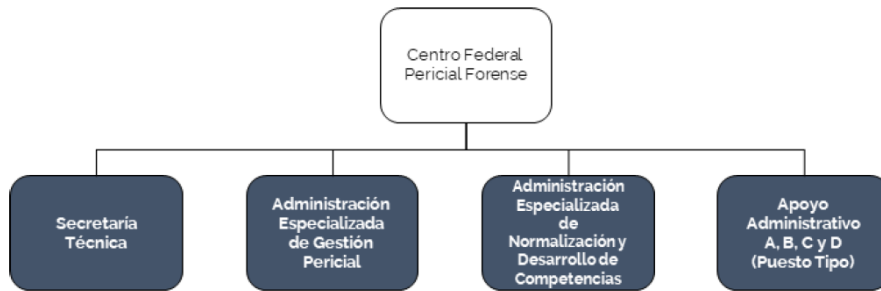 Centro Federal
Pericial Forense
Secretaría
Técnica
Administración
Especializada
de Gestión
Pericial
Administración
Especializada
de
Normalización y
Desarrollo de
Competencias
Apoyo
Administrativo
A, B, C y D
(Puesto Tipo)